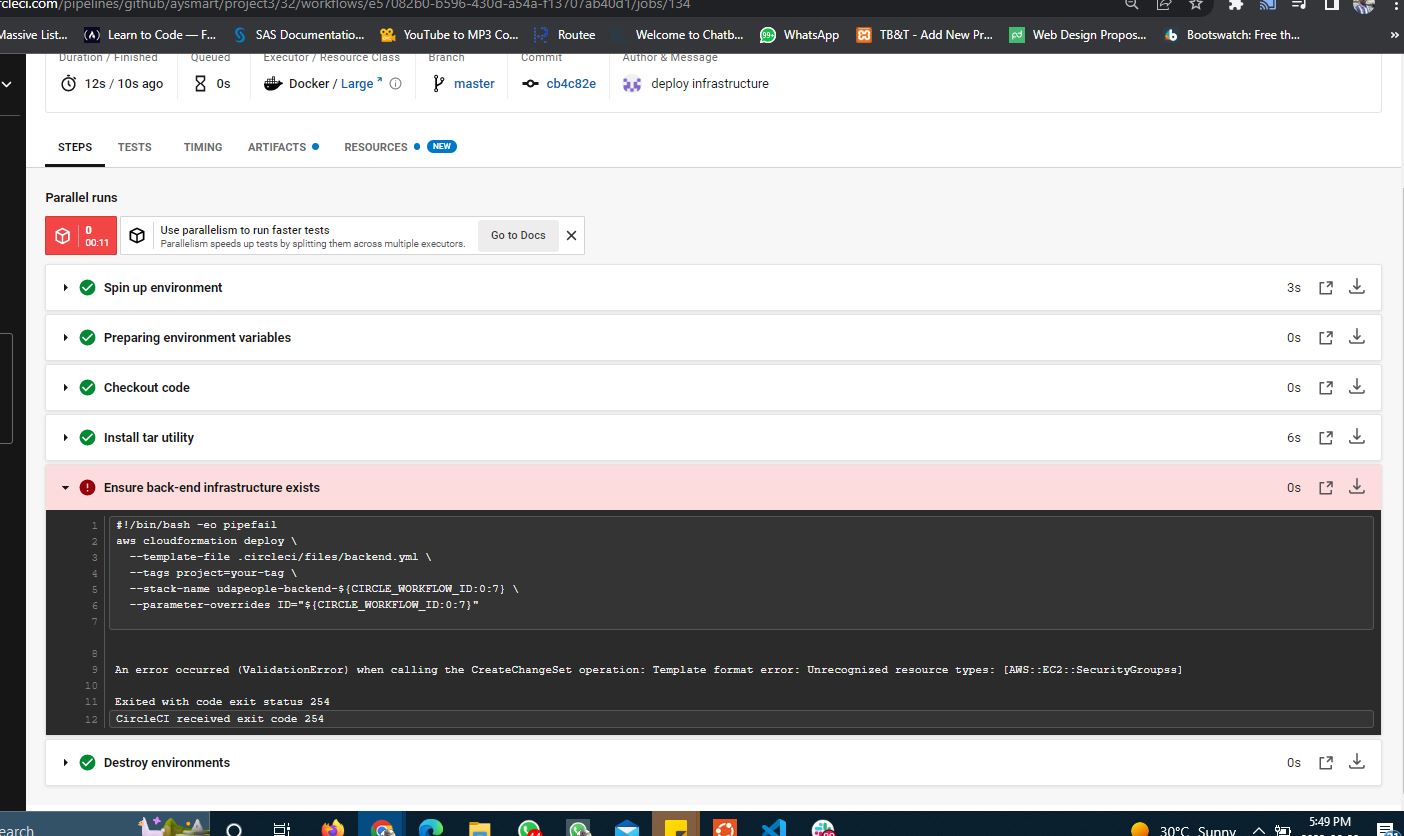 rcleci.com/pipelines/github/aysmart/project3/32/workflows/e57082b0-b596-430d-a54a-f13707ab40d1/jobs/134
Massive List... Learn to Code — F... SAS Documentatio... YouTube to MP3 Co... Routee Welcome to Chatb... 99+ WhatsApp TB&T - Add New Pr... Web Design Propos... Bootswatch: Free th... »
Duration / Finished Queued Executor / Resource Class Branch Commit Author & Message
12s / 10s ago 0s Docker / Large master cb4c82e deploy infrastructure
STEPS TESTS TIMING ARTIFACTS RESOURCES NEW
Parallel runs
0
00:11
Use parallelism to run faster tests
Parallelism speeds up tests by splitting them across multiple executors.
Go to Docs
Spin up environment 3s
Preparing environment variables 0s
Checkout code 0s
Install tar utility 6s
Ensure back-end infrastructure exists 0s
1 #!/bin/bash -eo pipefail
2 aws cloudformation deploy \
3 --template-file .circleci/files/backend.yml \
4 --tags project=your-tag \
5 --stack-name udapeople-backend-${CIRCLE_WORKFLOW_ID:0:7} \
6 --parameter-overrides ID="${CIRCLE_WORKFLOW_ID:0:7}"
7
8
9 An error occurred (ValidationError) when calling the CreateChangeSet operation: Template format error: Unrecognized resource types: [AWS::EC2::SecurityGroupss]
10
11 Exited with code exit status 254
12 CircleCI received exit code 254
Destroy environments 0s
earch
30°C Sunny
5:49 PM